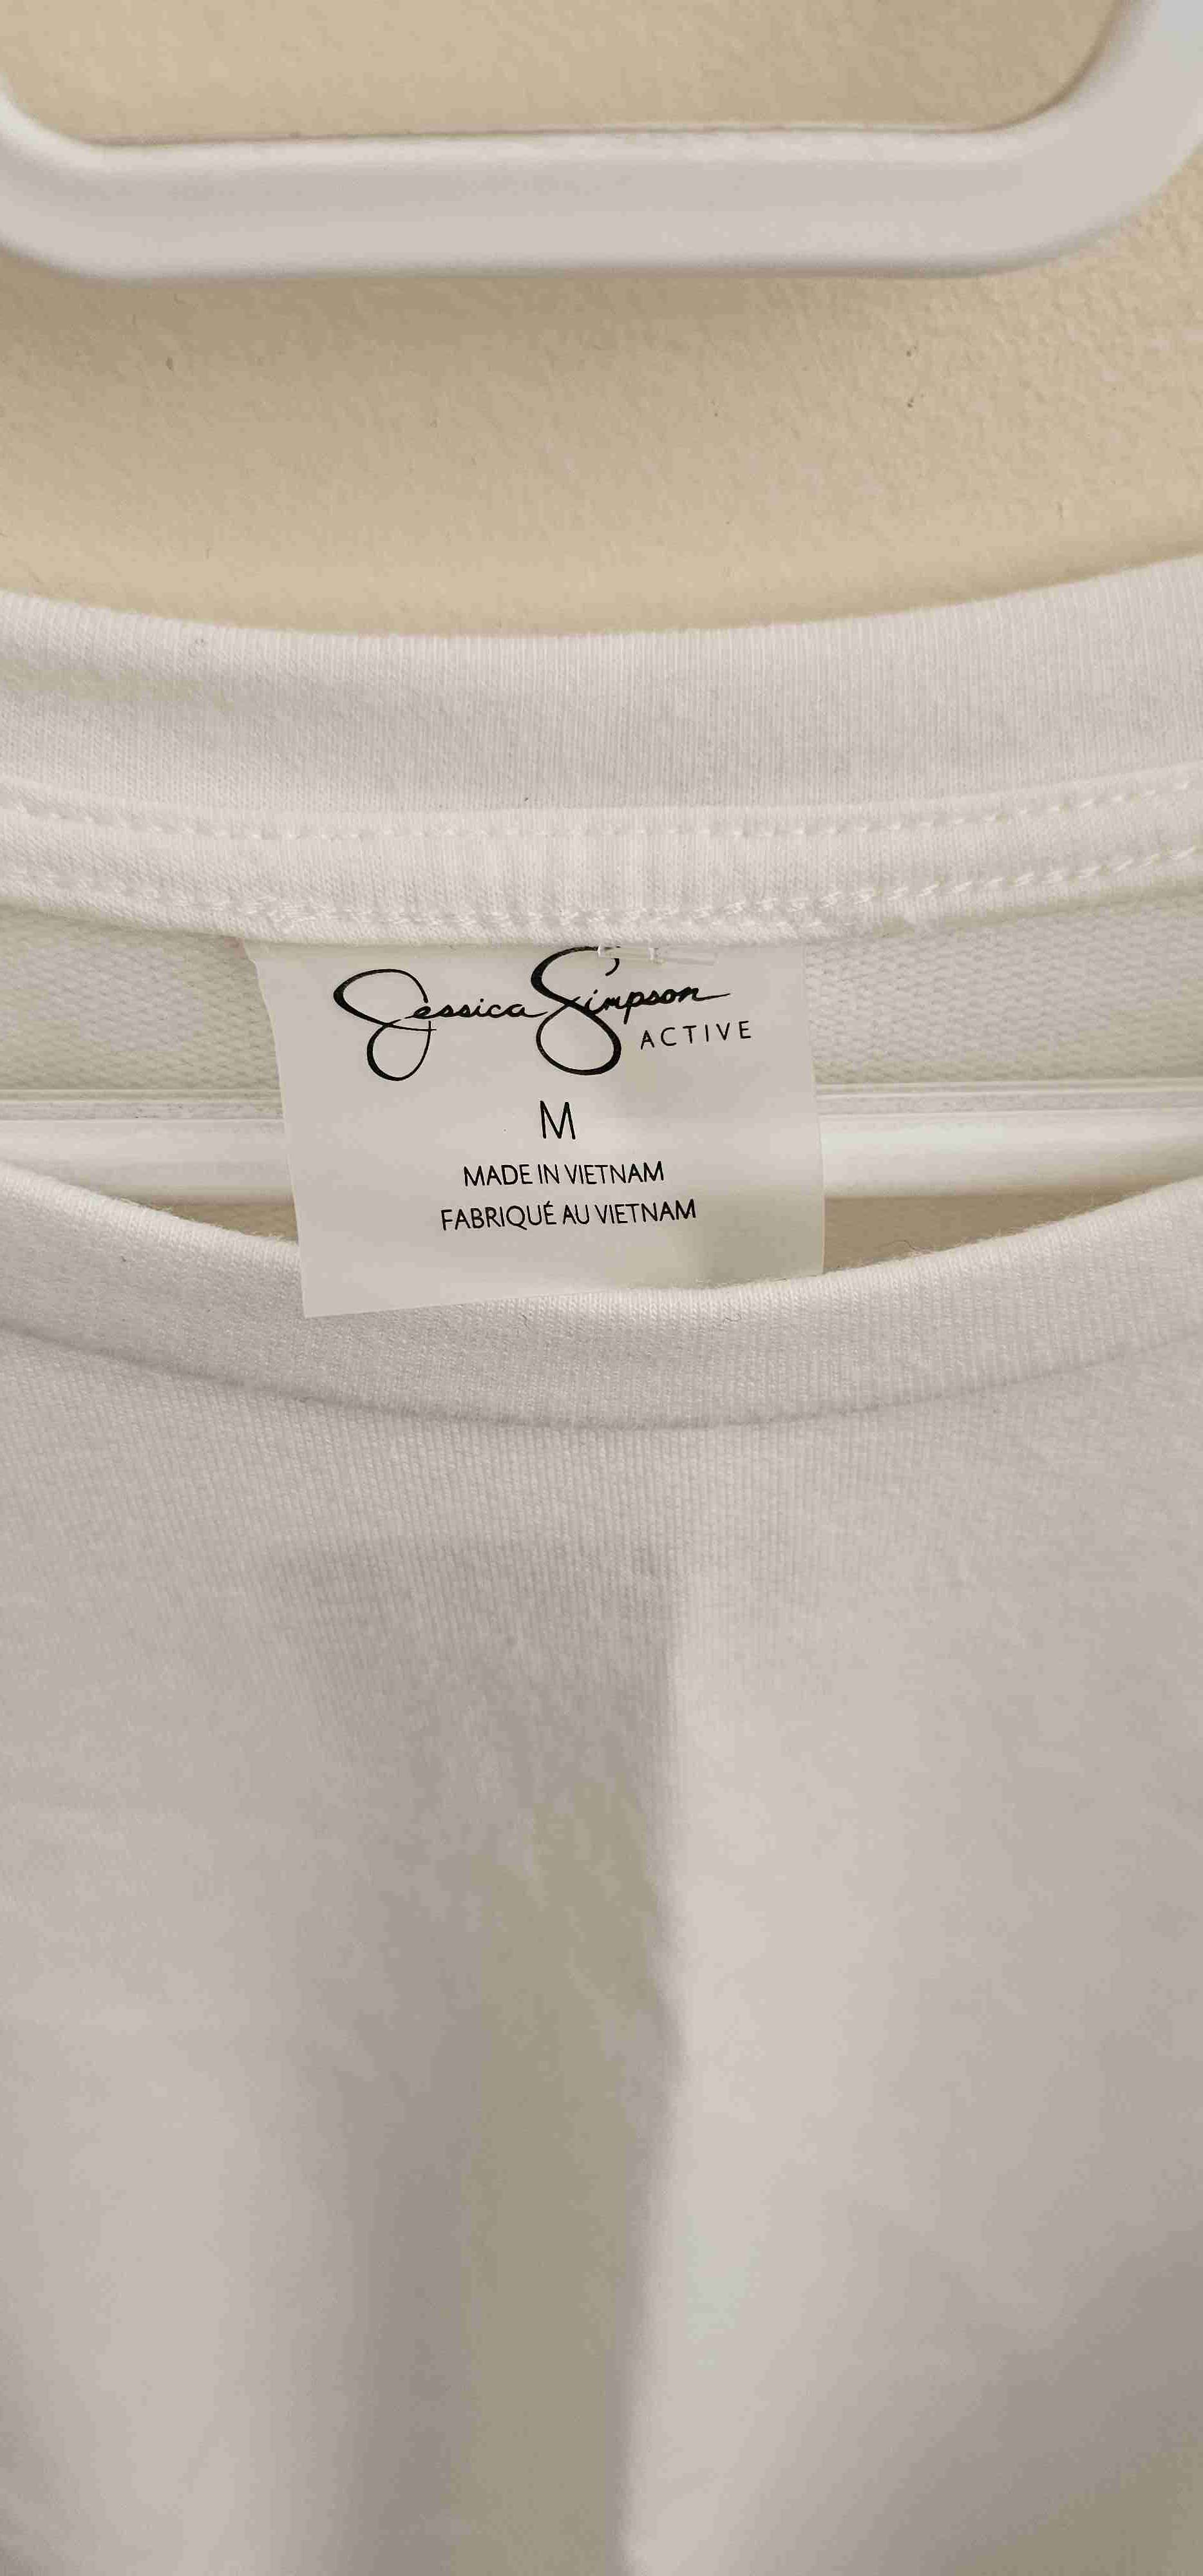 Jessica Simpson
ACTIVE
M
MADE IN VIETNAM
FABRIQUÉ AU VIETNAM